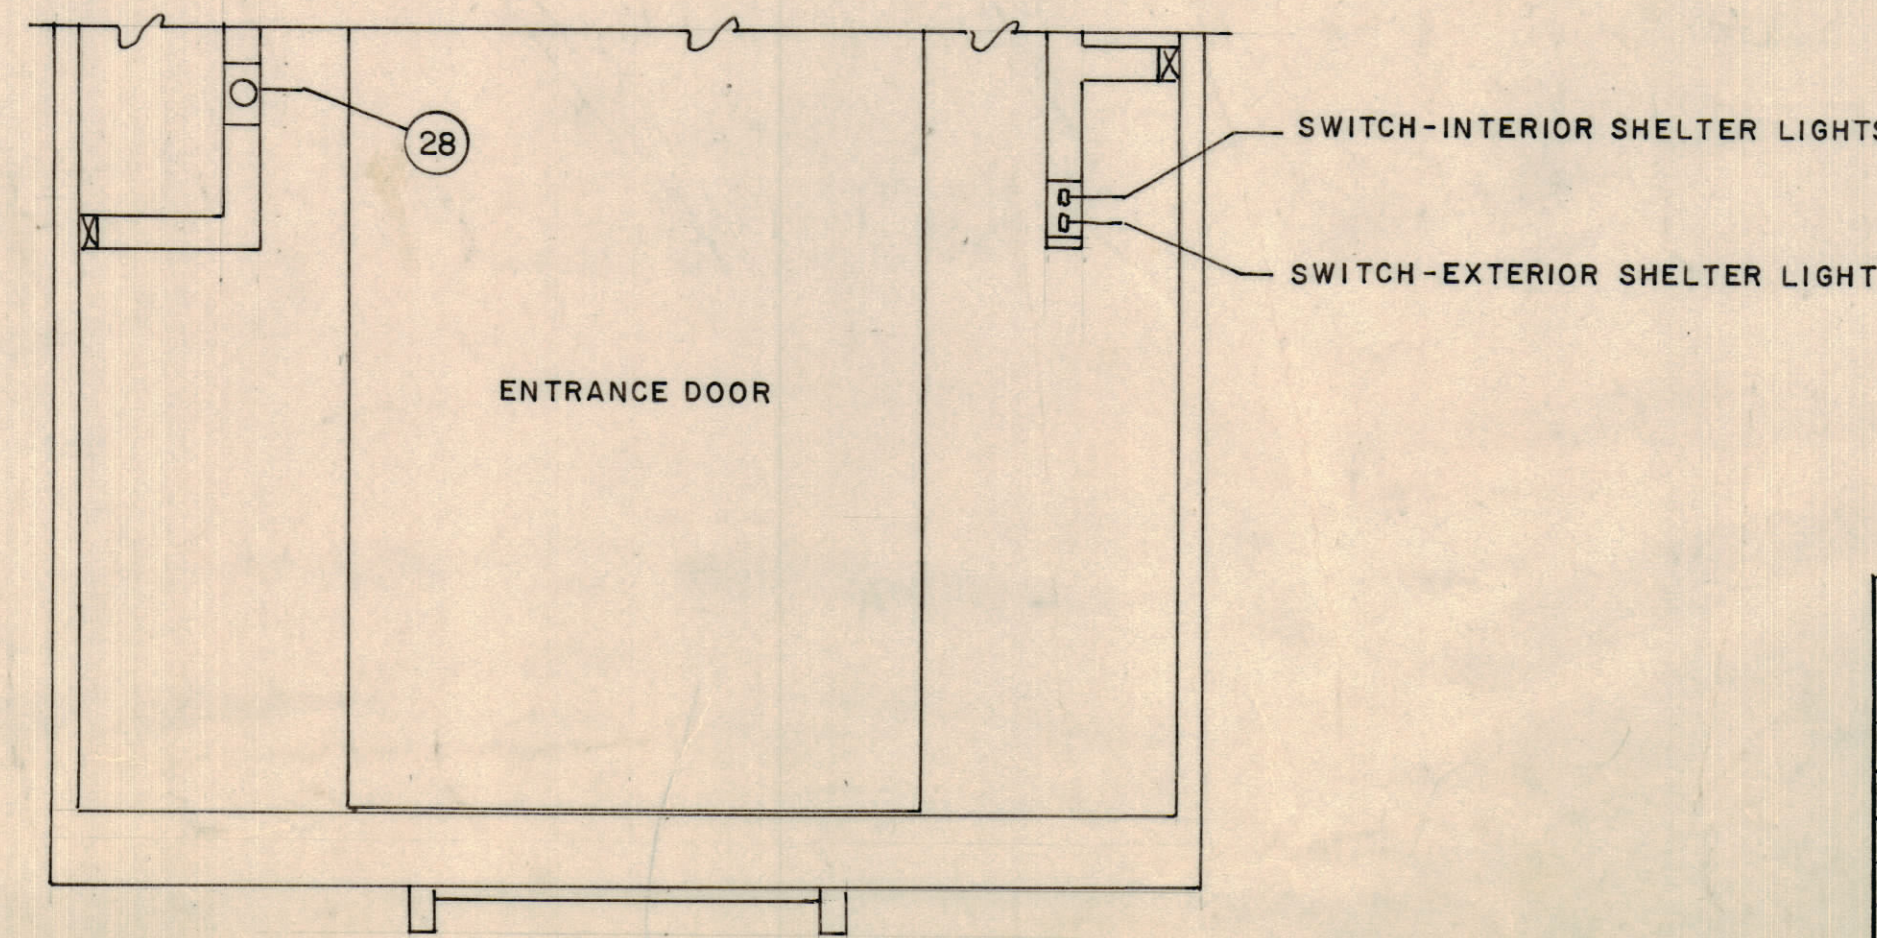 28
SWITCH-INTERIOR SHELTER LIGHTS
SWITCH-EXTERIOR SHELTER LIGHT
ENTRANCE DOOR